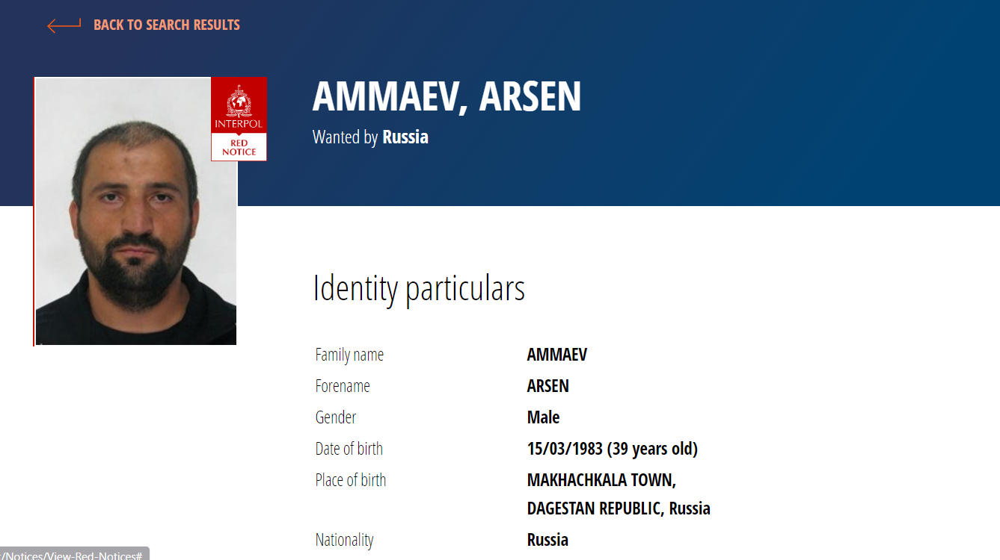 BACK TO SEARCH RESULTS
INTERPOL
RED
NOTICE
AMMAEV, ARSEN
Wanted by Russia
Identity particulars
Family name AMMAEV
Forename ARSEN
Gender Male
Date of birth 15/03/1983 (39 years old)
Place of birth MAKHACHKALA TOWN,
DAGESTAN REPUBLIC, Russia
Nationality Russia
/Notices/View-Red-Notices#